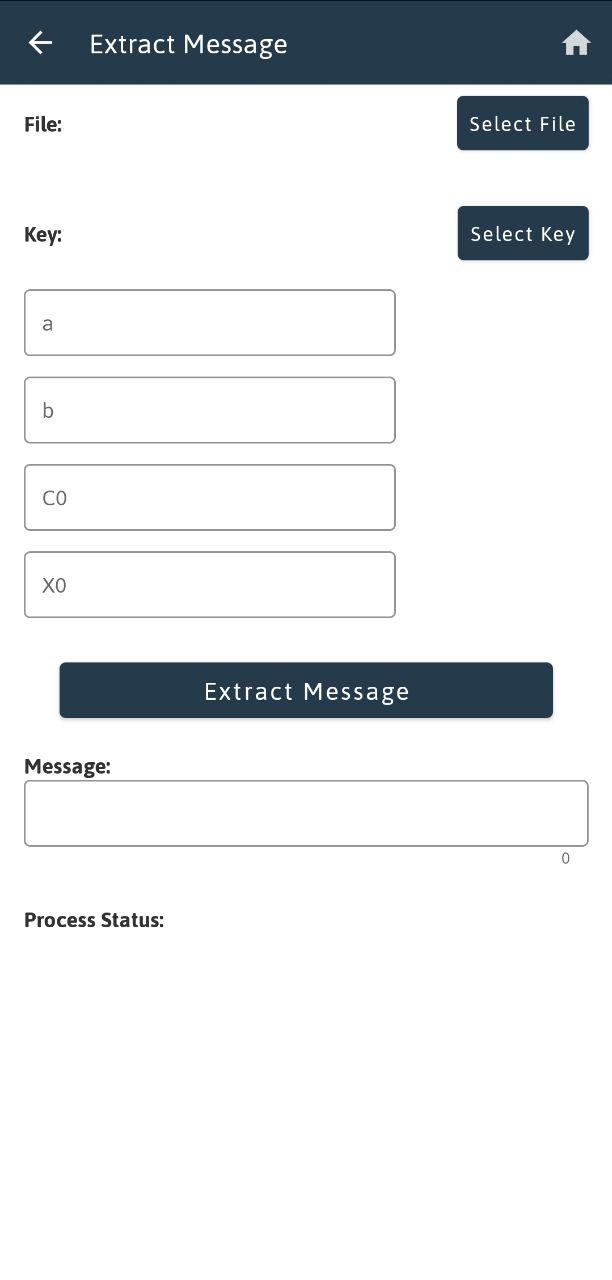 Extract Message
File:
Select File
Key:
Select Key
a
b
C0
X0
Extract Message
Message:
0
Process Status: